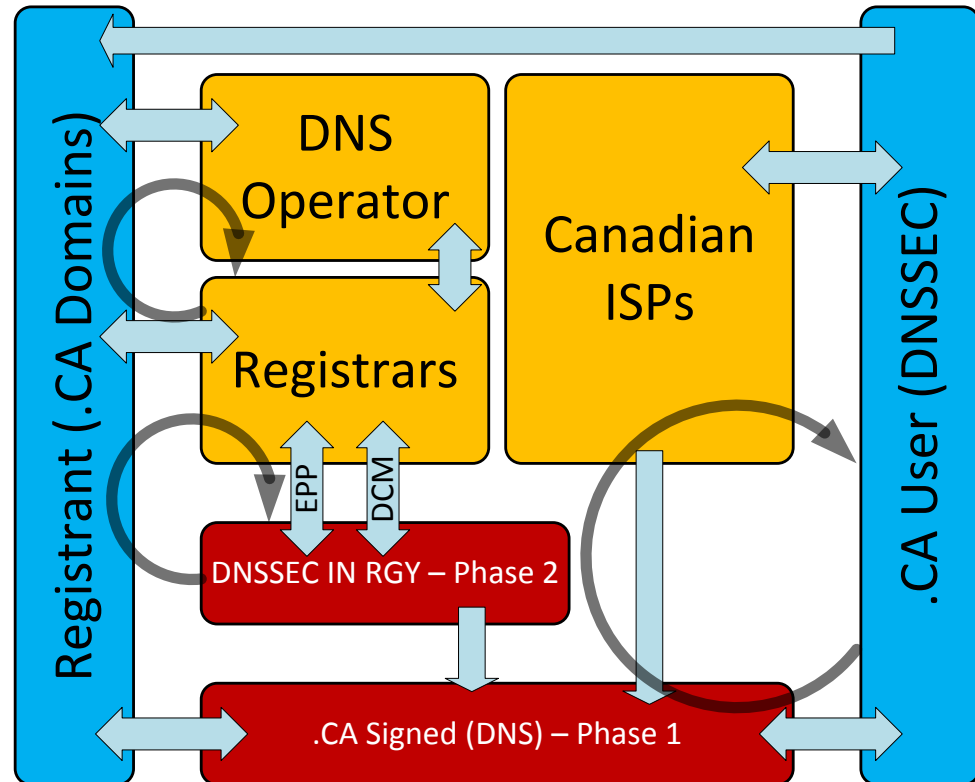 Registrant (.CA Domains)
DNS
Operator
Canadian
ISPs
Registrars
EPP
DCM
DNSSEC IN RGY – Phase 2
.CA Signed (DNS) – Phase 1
.CA User (DNSSEC)